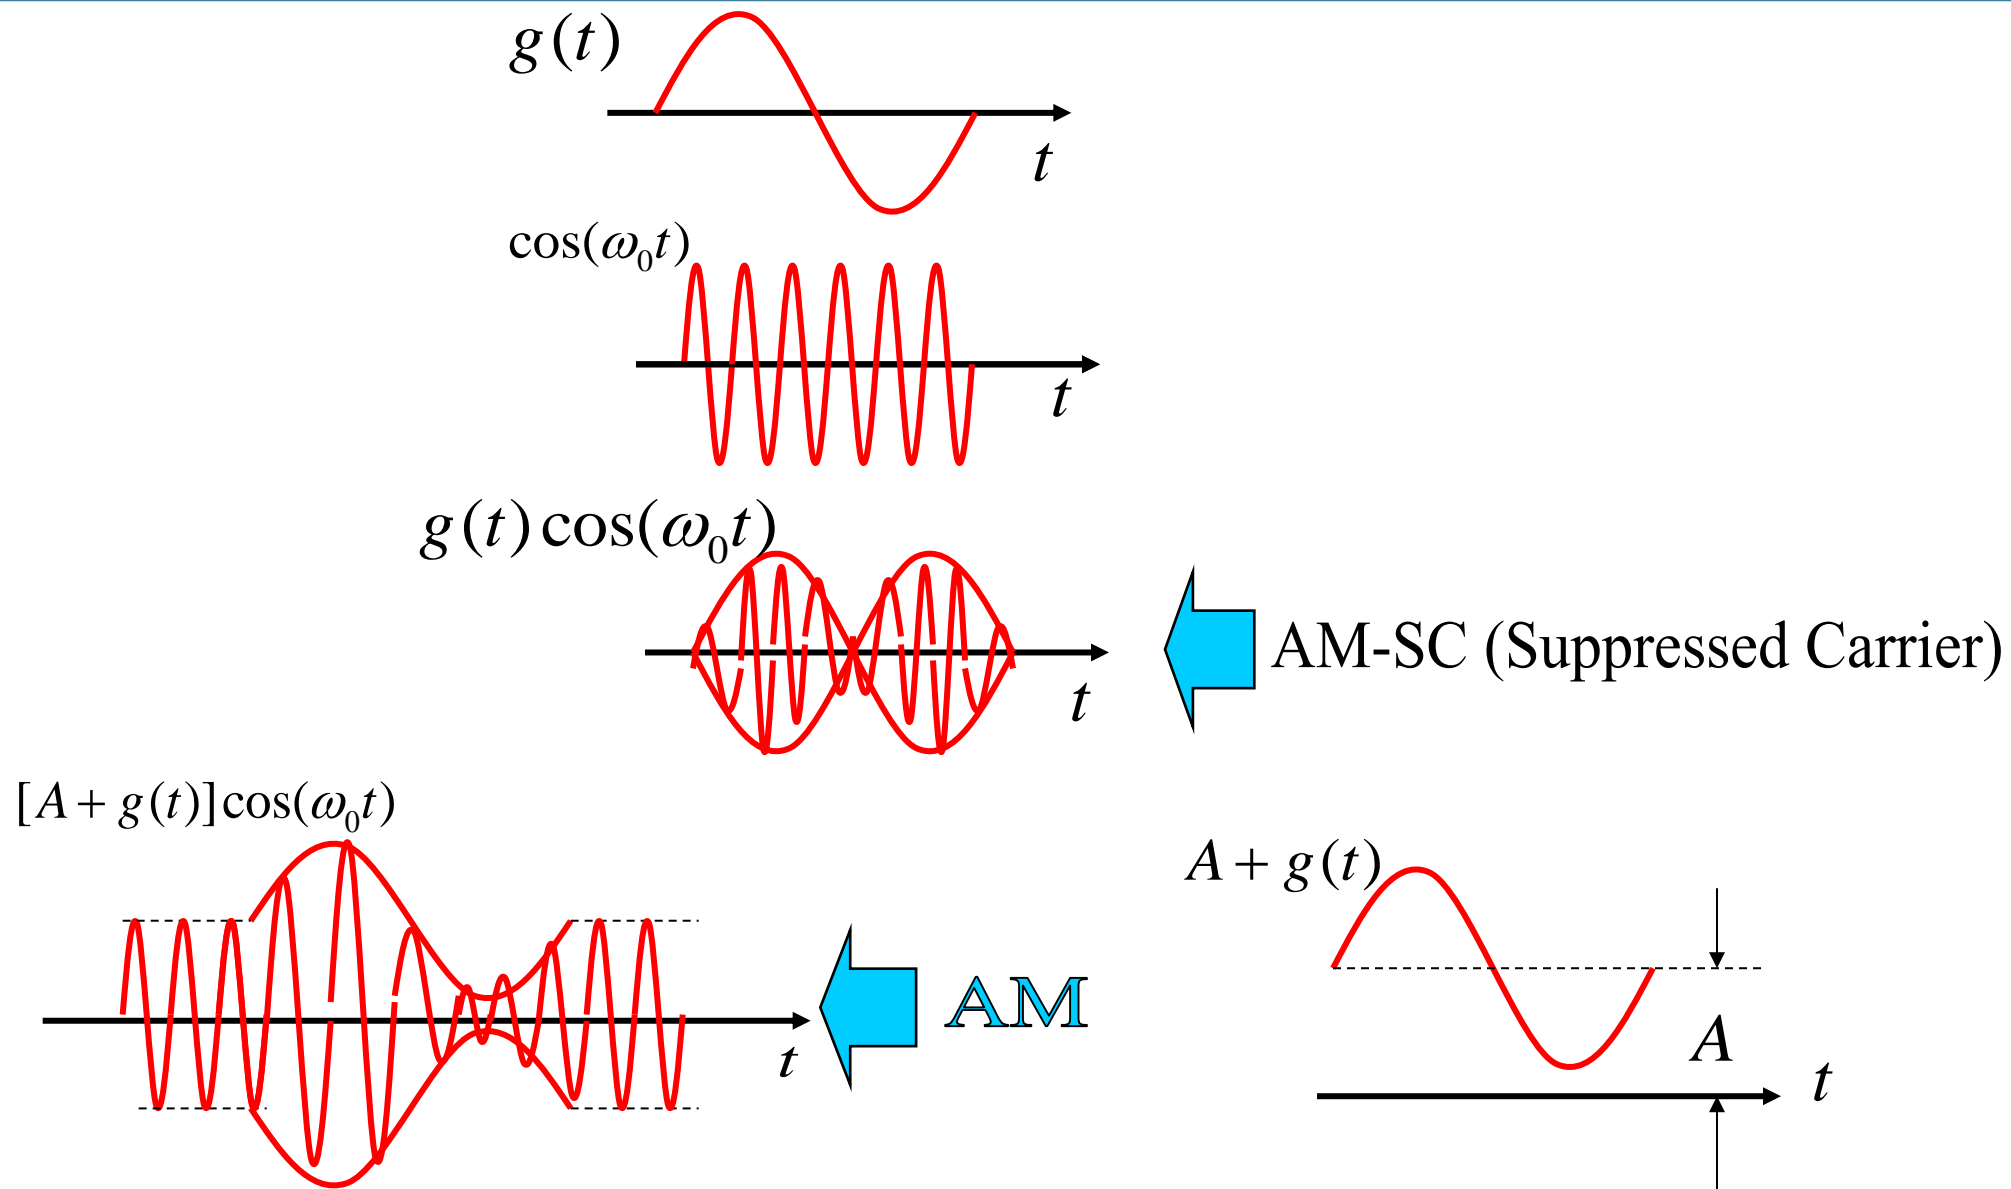 g(t)
t
cos(ω₀t)
t
g(t)cos(ω₀t)
AM-SC (Suppressed Carrier)
t
[A + g(t)]cos(ω₀t)
A + g(t)
AM
A
t
t